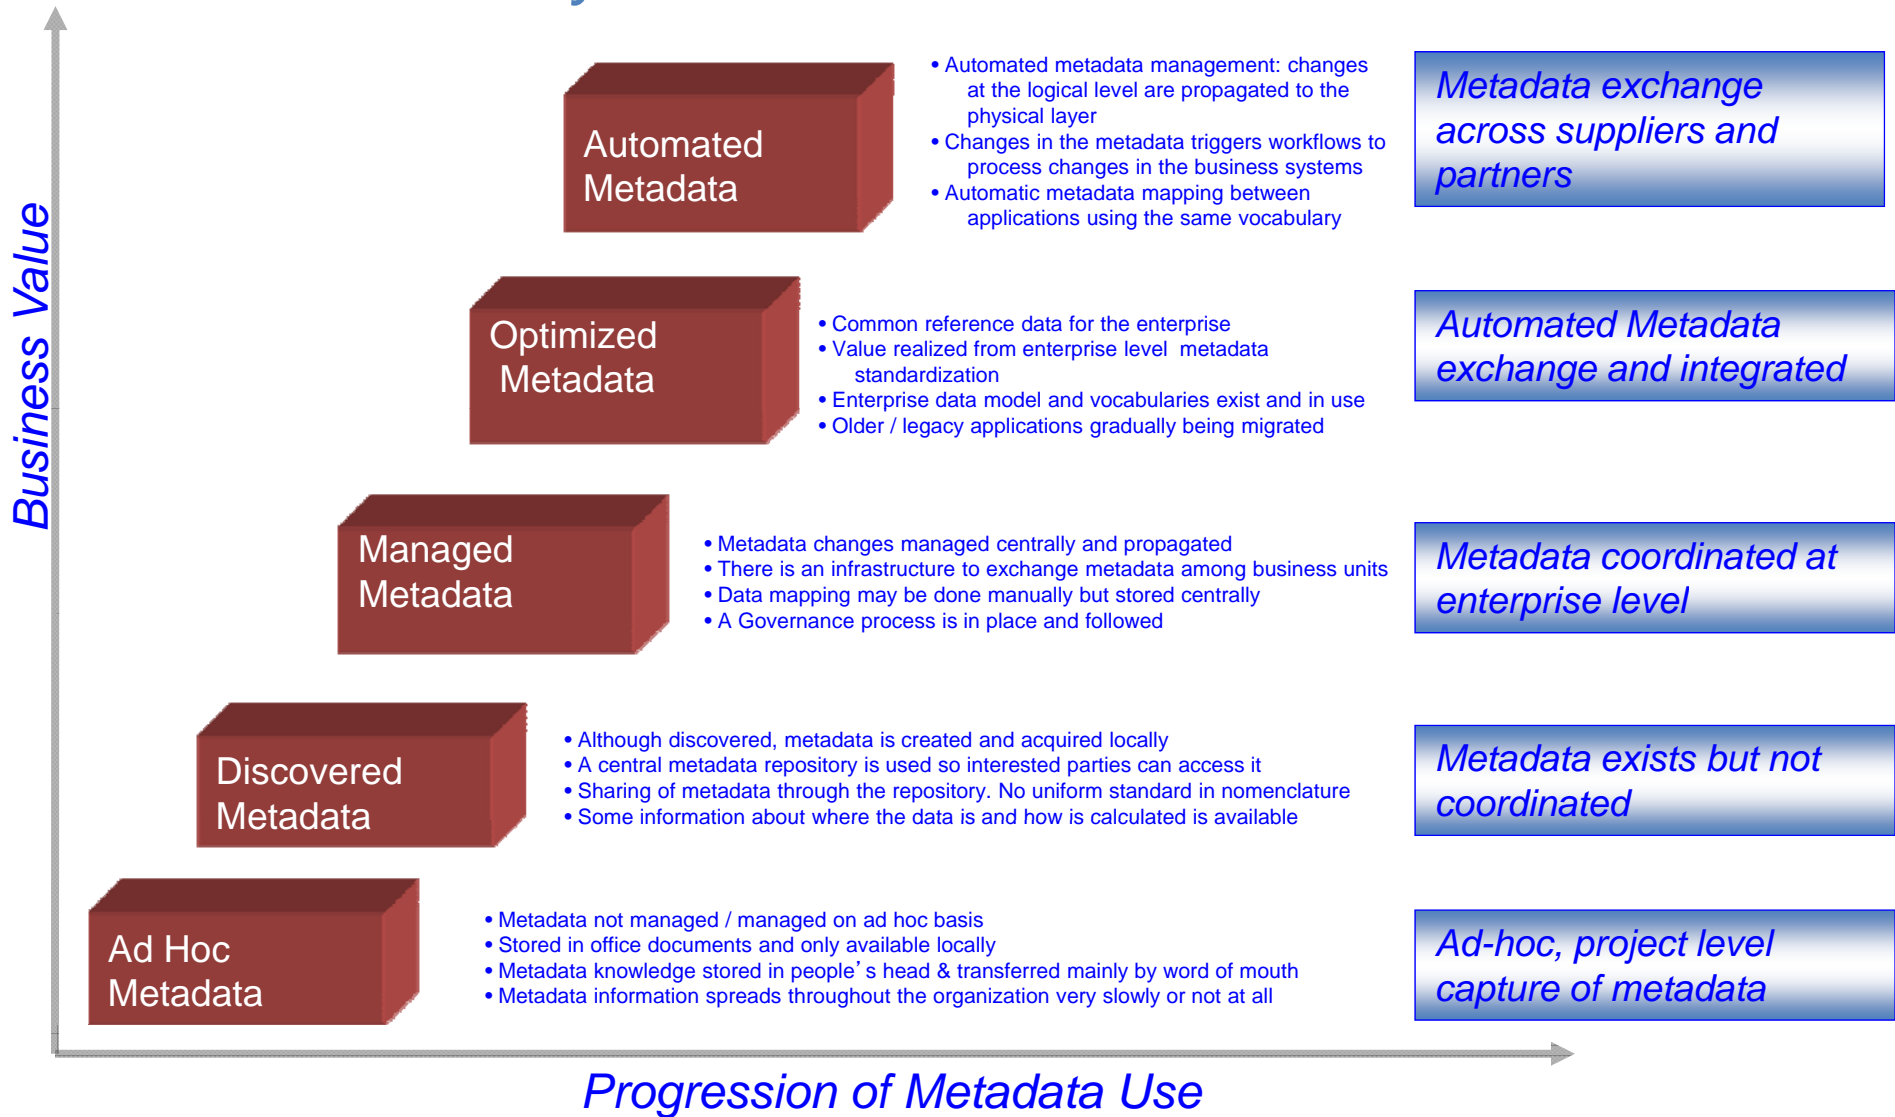 Business Value
Automated
Metadata
• Automated metadata management: changes
at the logical level are propagated to the
physical layer
• Changes in the metadata triggers workflows to
process changes in the business systems
• Automatic metadata mapping between
applications using the same vocabulary
Metadata exchange
across suppliers and
partners
Optimized
Metadata
• Common reference data for the enterprise
• Value realized from enterprise level metadata
standardization
• Enterprise data model and vocabularies exist and in use
• Older / legacy applications gradually being migrated
Automated Metadata
exchange and integrated
Managed
Metadata
• Metadata changes managed centrally and propagated
• There is an infrastructure to exchange metadata among business units
• Data mapping may be done manually but stored centrally
• A Governance process is in place and followed
Metadata coordinated at
enterprise level
Discovered
Metadata
• Although discovered, metadata is created and acquired locally
• A central metadata repository is used so interested parties can access it
• Sharing of metadata through the repository. No uniform standard in nomenclature
• Some information about where the data is and how is calculated is available
Metadata exists but not
coordinated
Ad Hoc
Metadata
• Metadata not managed / managed on ad hoc basis
• Stored in office documents and only available locally
• Metadata knowledge stored in people's head & transferred mainly by word of mouth
• Metadata information spreads throughout the organization very slowly or not at all
Ad-hoc, project level
capture of metadata
Progression of Metadata Use